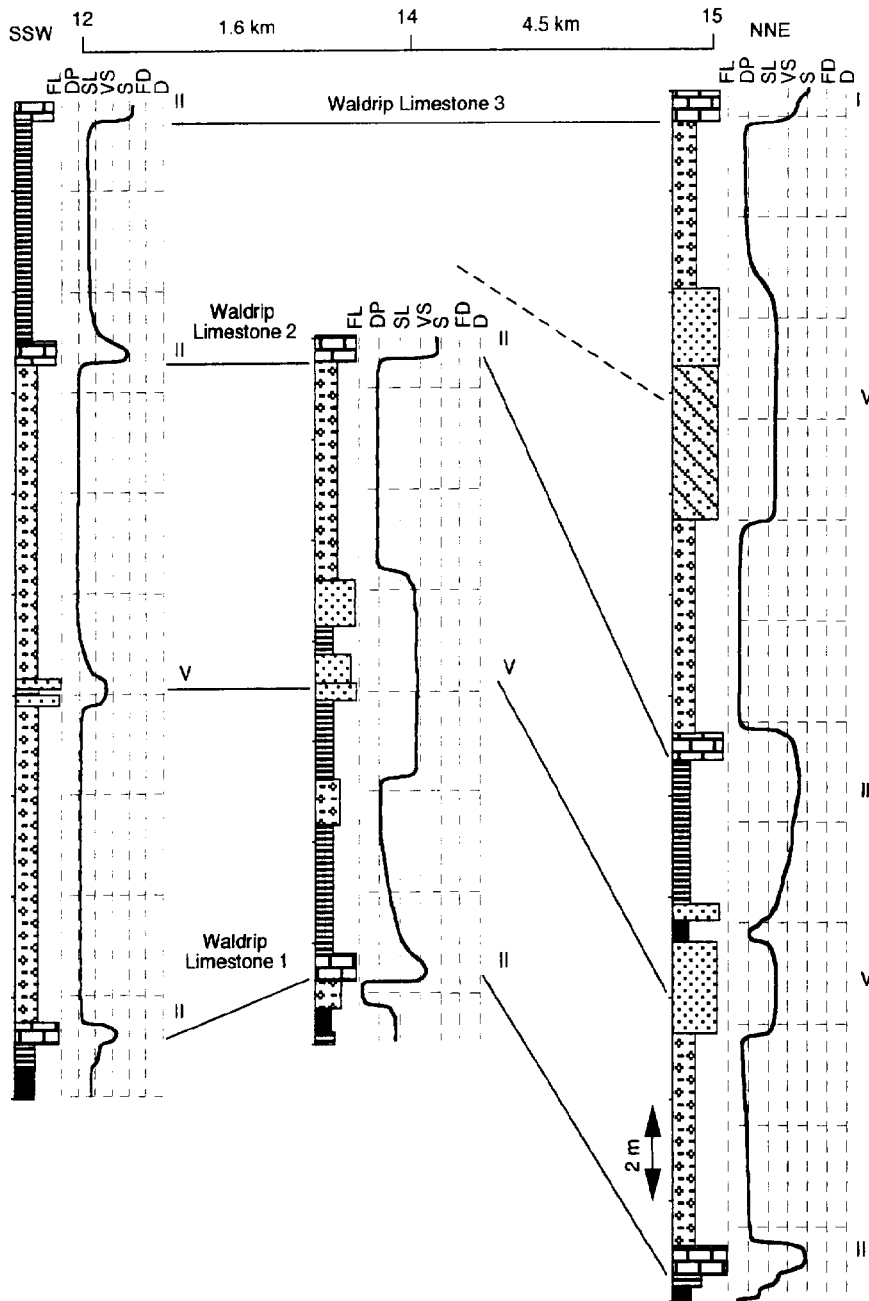 12 14 15
SSW 1.6 km 4.5 km NNE
FL DP SL VS S FD D
II
Waldrip Limestone 3
FL DP SL VS S FD D
I
Waldrip
Limestone 2
II
FL DP SL VS S FD D
II
V
V
V
II
Waldrip
Limestone 1
II
II
V
2 m
II